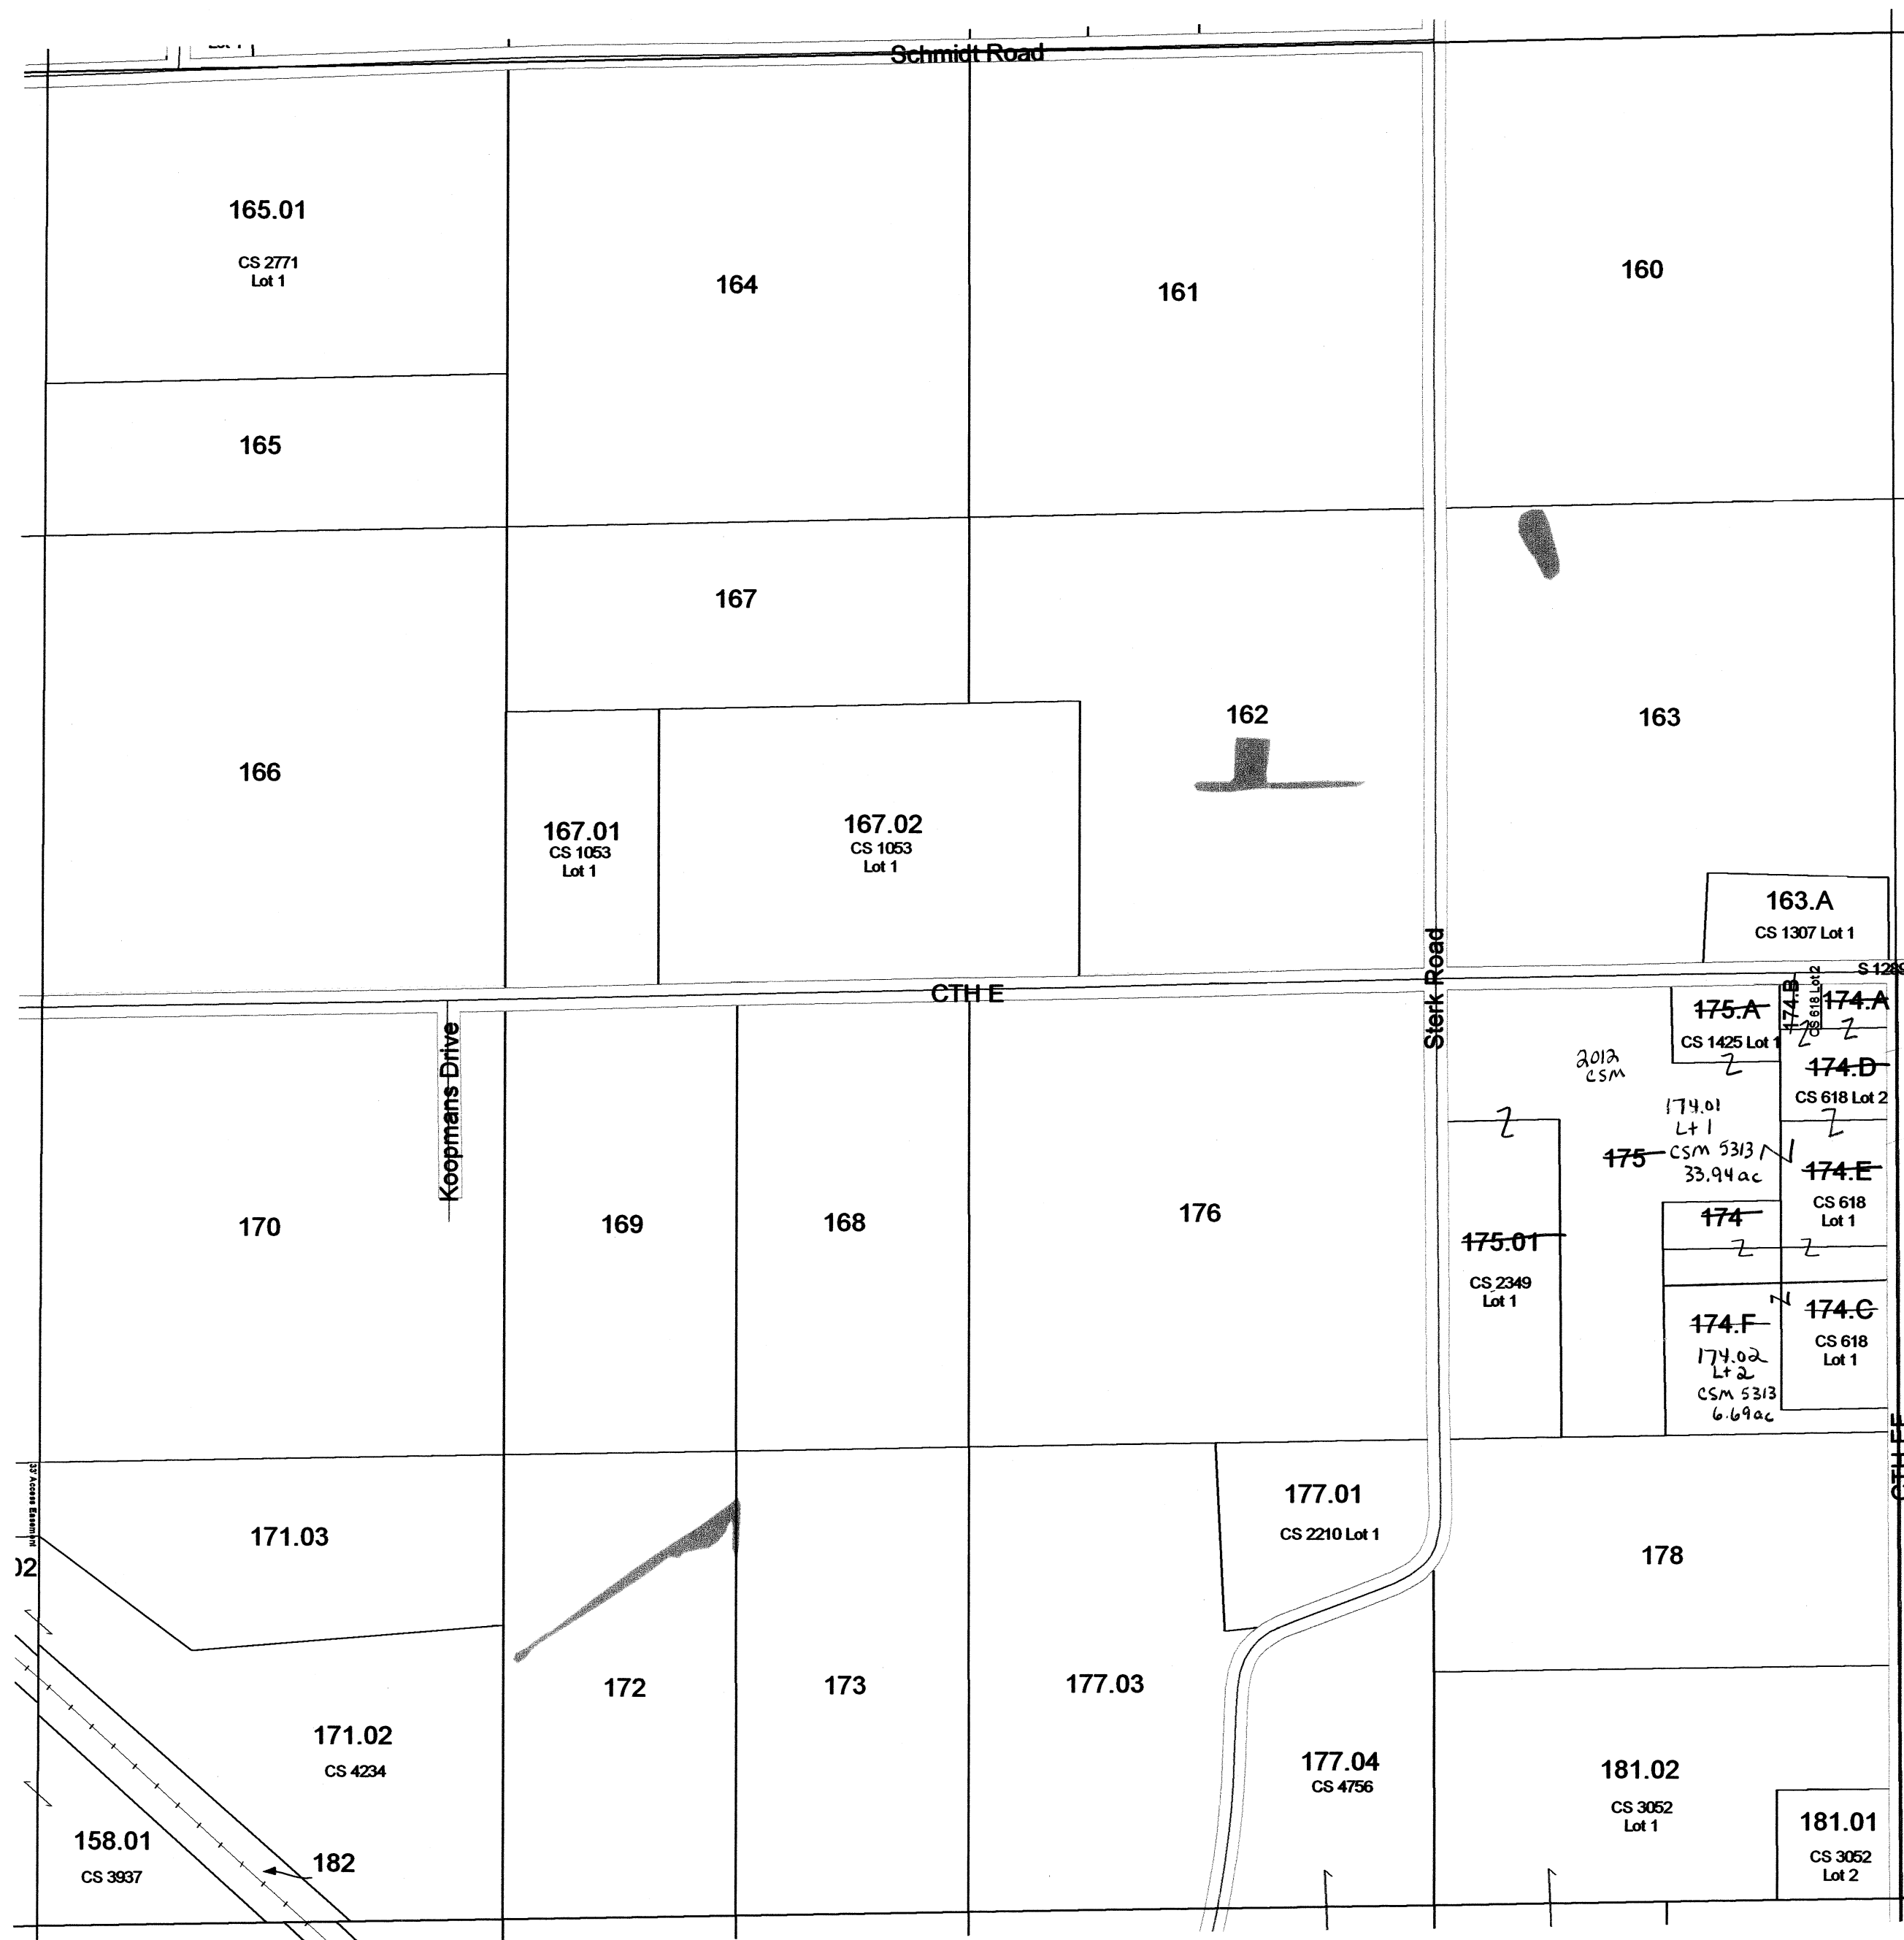 Schmidt Road
165.01
CS 2771
Lot 1
164
161
160
165
167
162
163
166
167.01
CS 1053
Lot 1
167.02
CS 1053
Lot 1
163.A
CS 1307 Lot 1
CTH E
Sterk Road
Koopmans Drive
175.A
CS 1425 Lot 1
174.B
CS 618 Lot 2
174.A
2012
CSM
174.D
CS 618 Lot 2
174.01
Lt 1
CSM 5313
33.94 ac
175
174.E
CS 618
Lot 1
170
169
168
176
174
175.01
CS 2349
Lot 1
174.F
174.02
Lt 2
CSM 5313
6.69 ac
174.C
CS 618
Lot 1
33' Access Easement
171.03
177.01
CS 2210 Lot 1
178
172
173
177.03
171.02
CS 4234
177.04
CS 4756
181.02
CS 3052
Lot 1
181.01
CS 3052
Lot 2
158.01
CS 3937
182